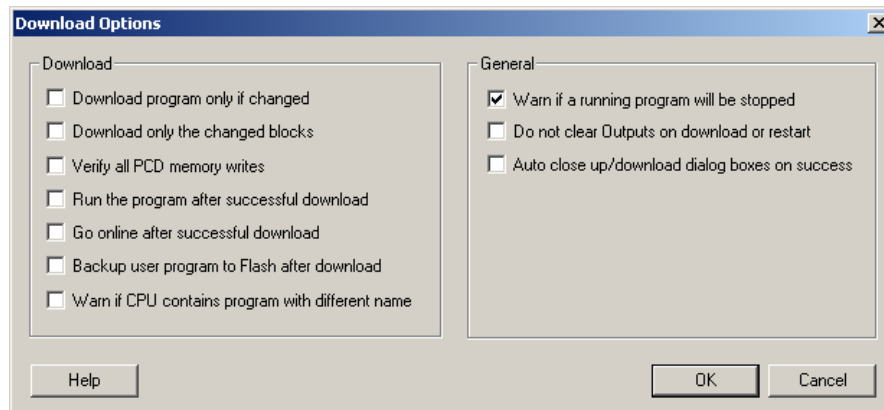 Download Options
Download
Download program only if changed
Download only the changed blocks
Verify all PCD memory writes
Run the program after successful download
Go online after successful download
Backup user program to Flash after download
Warn if CPU contains program with different name
General
Warn if a running program will be stopped
Do not clear Outputs on download or restart
Auto close up/download dialog boxes on success
Help
OK
Cancel